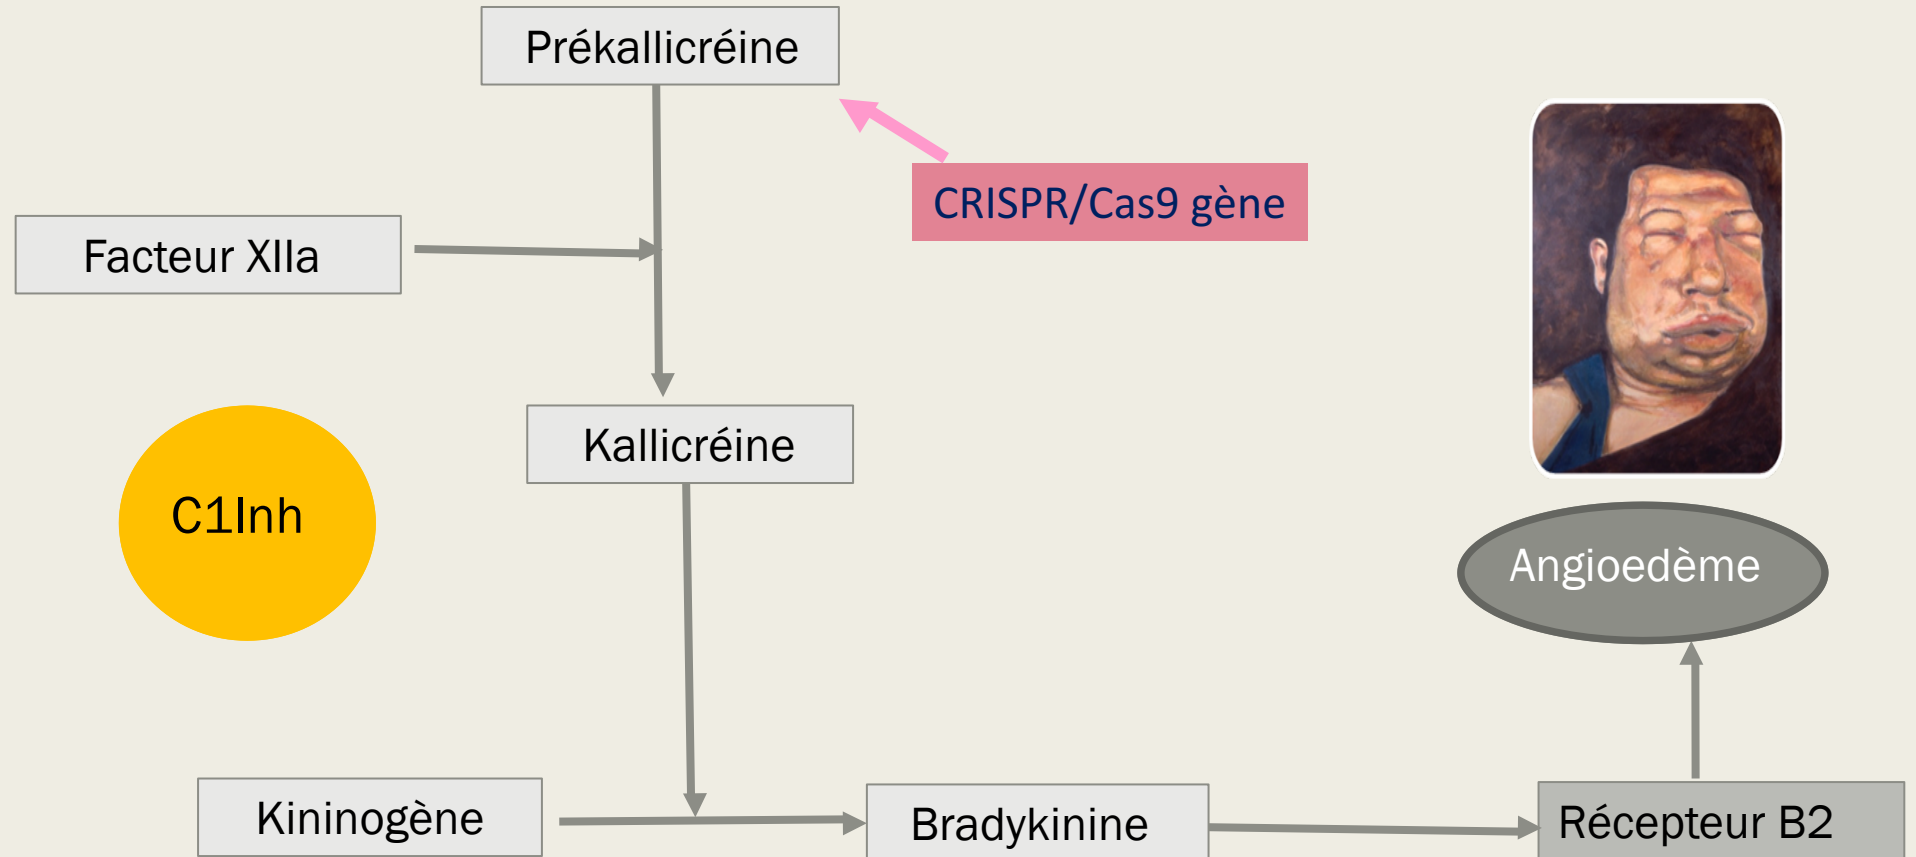 Prékallicréine
CRISPR/Cas9 gène
Facteur XIIa
Kallicréine
C1Inh
Angioedème
Kininogène
Bradykinine
Récepteur B2